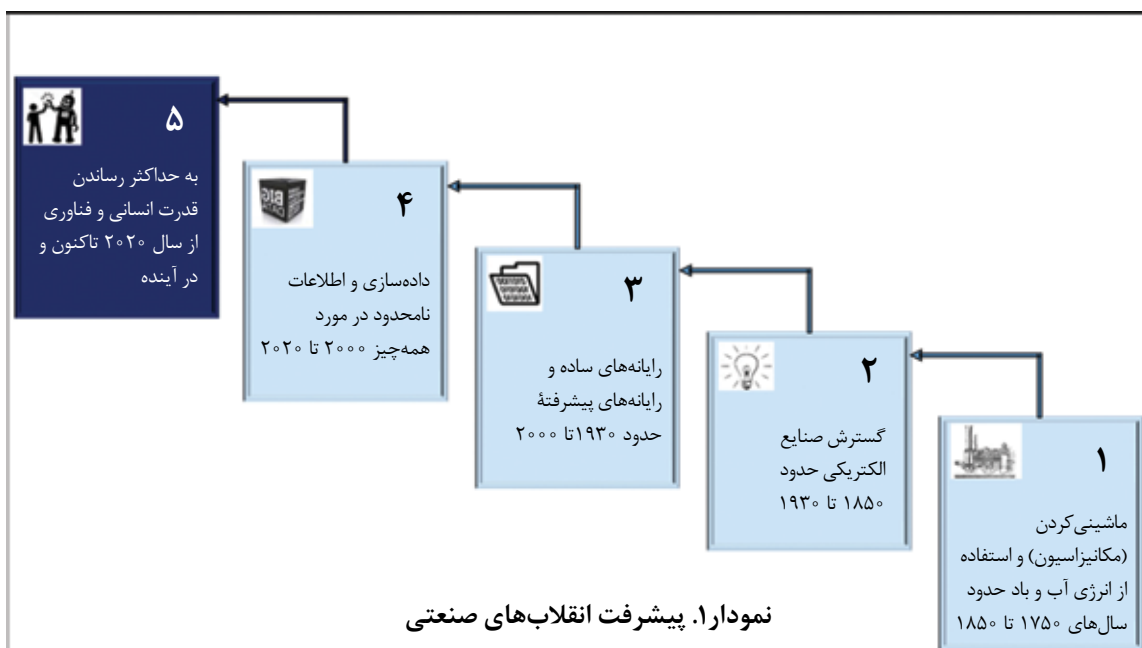 ۱
ماشینی‌کردن
(مکانیزاسیون) و استفاده
از انرژی آب و باد حدود
سال‌های ۱۷۵۰ تا ۱۸۵۰
۲
گسترش صنایع
الکتریکی حدود
۱۸۵۰ تا ۱۹۳۰
۳
رایانه‌های ساده و
رایانه‌های پیشرفتهٔ
حدود ۱۹۳۰تا ۲۰۰۰
۴
BIG
داده‌سازی و اطلاعات
نامحدود در مورد
همه‌چیز ۲۰۰۰ تا ۲۰۲۰
۵
به حداکثر رساندن
قدرت انسانی و فناوری
از سال ۲۰۲۰ تاکنون و
در آینده
نمودار۱. پیشرفت انقلاب‌های صنعتی